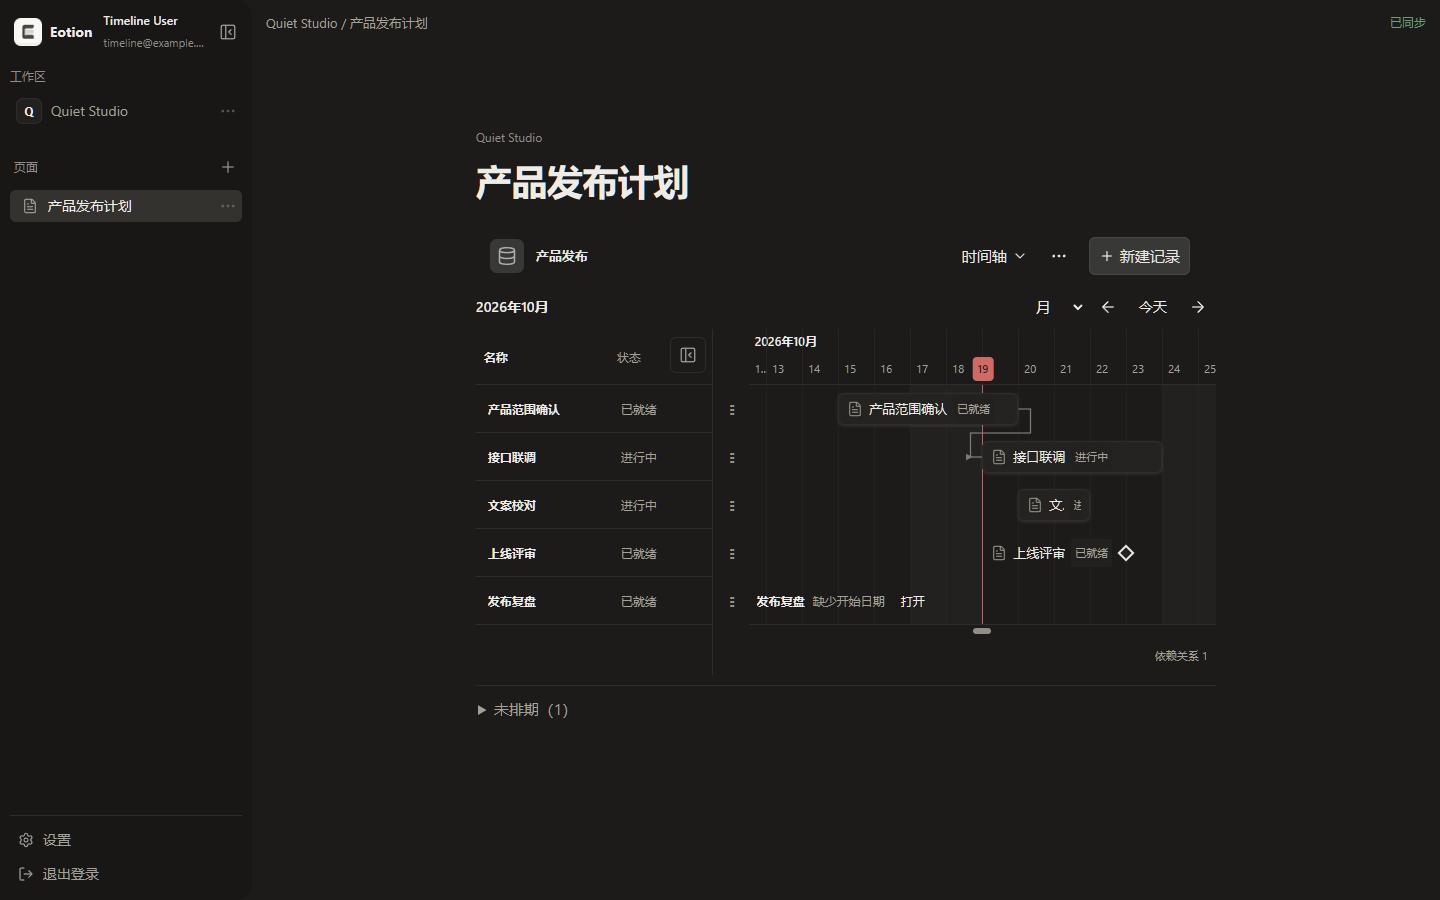 Eotion
Timeline User
timeline@example....
工作区
Q Quiet Studio
页面
产品发布计划
设置
退出登录
Quiet Studio / 产品发布计划
已同步
Quiet Studio
产品发布计划
产品发布
时间轴
新建记录
2026年10月
月
今天
名称 状态
2026年10月
1.. 13 14 15 16 17 18 19 20 21 22 23 24 25
产品范围确认 已就绪
产品范围确认 已就绪
接口联调 进行中
接口联调 进行中
文案校对 进行中
文.
上线评审 已就绪
上线评审 已就绪
发布复盘 已就绪
发布复盘 缺少开始日期 打开
依赖关系 1
未排期 (1)